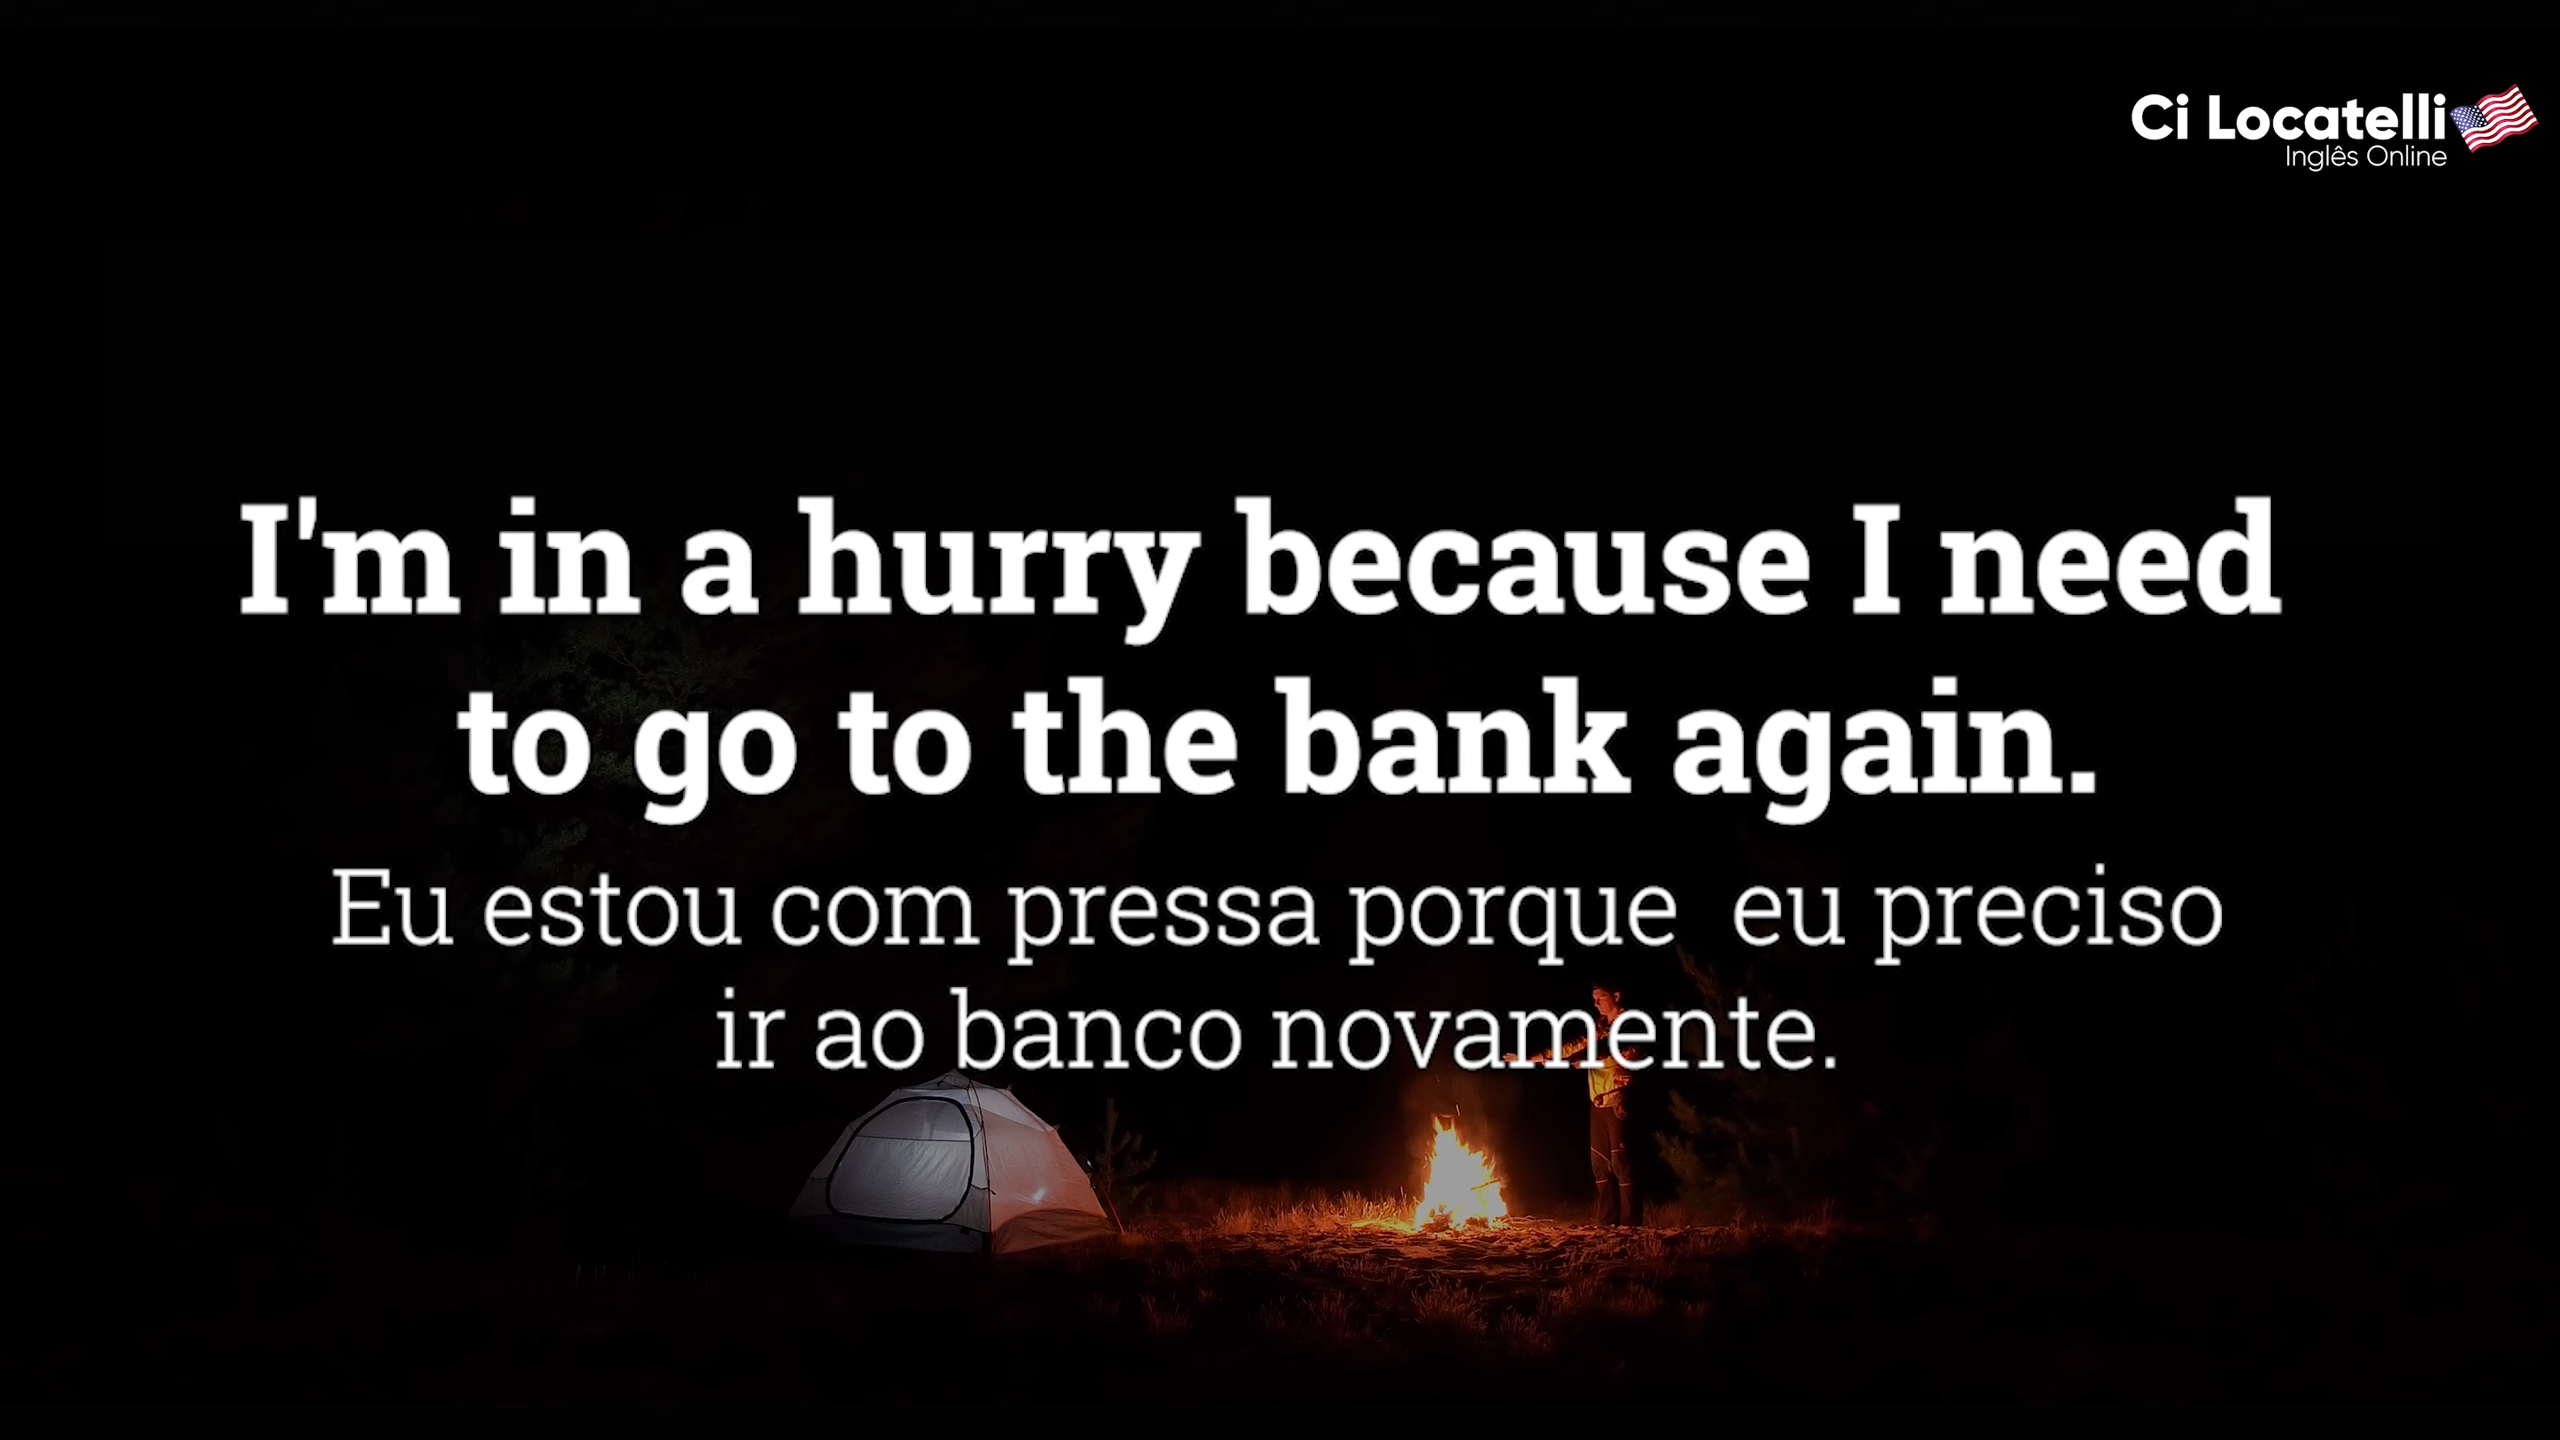 Ci Locatelli
Inglês Online
I'm in a hurry because I need
to go to the bank again.
Eu estou com pressa porque  eu preciso
ir ao banco novamente.